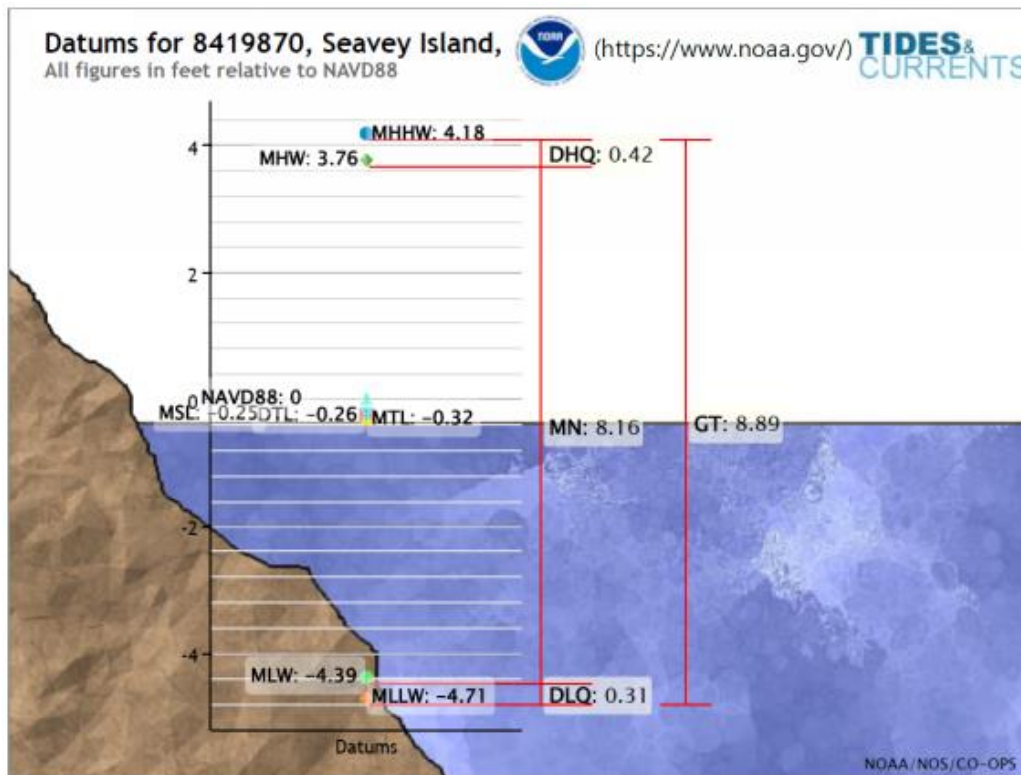 Datums for 8419870, Seavey Island,
(https://www.noaa.gov/)
TIDES &
CURRENTS
All figures in feet relative to NAVD88
NOAA
MHHW: 4.18
4
MHW: 3.76
DHQ: 0.42
2
NAVD88: 0
0
MSL: -0.25
DTL: -0.26
MTL: -0.32
MN: 8.16
GT: 8.89
-2
-4
MLW: -4.39
MLLW: -4.71
DLQ: 0.31
Datums
NOAA/NOS/CO-OPS